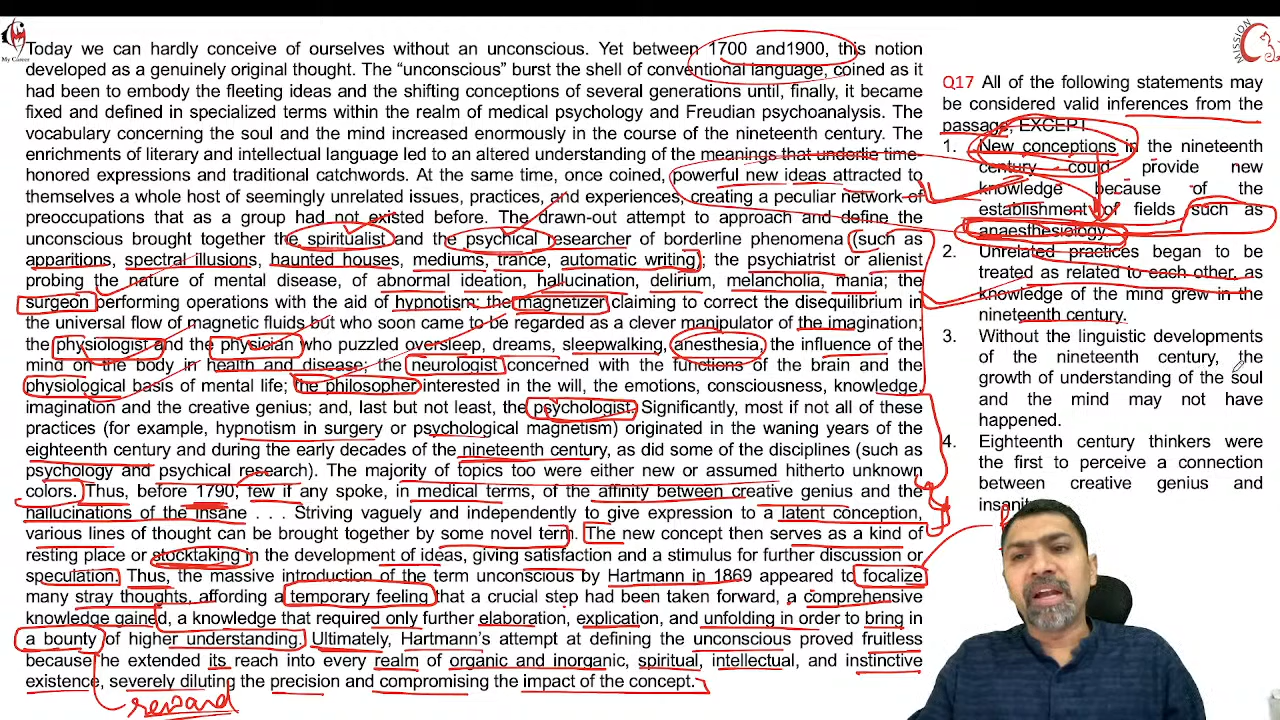 My Career
MISSION
Today we can hardly conceive of ourselves without an unconscious. Yet between 1700 and1900, this notion
developed as a genuinely original thought. The “unconscious” burst the shell of conventional language, coined as it
had been to embody the fleeting ideas and the shifting conceptions of several generations until, finally, it became
fixed and defined in specialized terms within the realm of medical psychology and Freudian psychoanalysis. The
vocabulary concerning the soul and the mind increased enormously in the course of the nineteenth century. The
enrichments of literary and intellectual language led to an altered understanding of the meanings that underlie time-
honored expressions and traditional catchwords. At the same time, once coined, powerful new ideas attracted to
themselves a whole host of seemingly unrelated issues, practices, and experiences, creating a peculiar network of
preoccupations that as a group had not existed before. The drawn-out attempt to approach and define the
unconscious brought together the spiritualist and the psychical researcher of borderline phenomena (such as
apparitions, spectral illusions, haunted houses, mediums, trance, automatic writing); the psychiatrist or alienist
probing the nature of mental disease, of abnormal ideation, hallucination, delirium, melancholia, mania; the
surgeon performing operations with the aid of hypnotism; the magnetizer claiming to correct the disequilibrium in
the universal flow of magnetic fluids but who soon came to be regarded as a clever manipulator of the imagination;
the physiologist and the physician who puzzled oversleep, dreams, sleepwalking, anesthesia, the influence of the
mind on the body in health and disease; the neurologist concerned with the functions of the brain and the
physiological basis of mental life; the philosopher interested in the will, the emotions, consciousness, knowledge,
imagination and the creative genius; and, last but not least, the psychologist. Significantly, most if not all of these
practices (for example, hypnotism in surgery or psychological magnetism) originated in the waning years of the
eighteenth century and during the early decades of the nineteenth century, as did some of the disciplines (such as
psychology and psychical research). The majority of topics too were either new or assumed hitherto unknown
colors. Thus, before 1790, few if any spoke, in medical terms, of the affinity between creative genius and the
hallucinations of the insane . . . Striving vaguely and independently to give expression to a latent conception,
various lines of thought can be brought together by some novel term. The new concept then serves as a kind of
resting place or stocktaking in the development of ideas, giving satisfaction and a stimulus for further discussion or
speculation. Thus, the massive introduction of the term unconscious by Hartmann in 1869 appeared to focalize
many stray thoughts, affording a temporary feeling that a crucial step had been taken forward, a comprehensive
knowledge gained, a knowledge that required only further elaboration, explication, and unfolding in order to bring in
a bounty of higher understanding. Ultimately, Hartmann’s attempt at defining the unconscious proved fruitless
because he extended its reach into every realm of organic and inorganic, spiritual, intellectual, and instinctive
existence, severely diluting the precision and compromising the impact of the concept.
reward
Q17 All of the following statements may
be considered valid inferences from the
passage, EXCEPT
1. New conceptions in the nineteenth
century could provide new
knowledge because of the
establishment of fields such as
anaesthesiology.
2. Unrelated practices began to be
treated as related to each other, as
knowledge of the mind grew in the
nineteenth century.
3. Without the linguistic developments
of the nineteenth century, the
growth of understanding of the soul
and the mind may not have
happened.
4. Eighteenth century thinkers were
the first to perceive a connection
between creative genius and